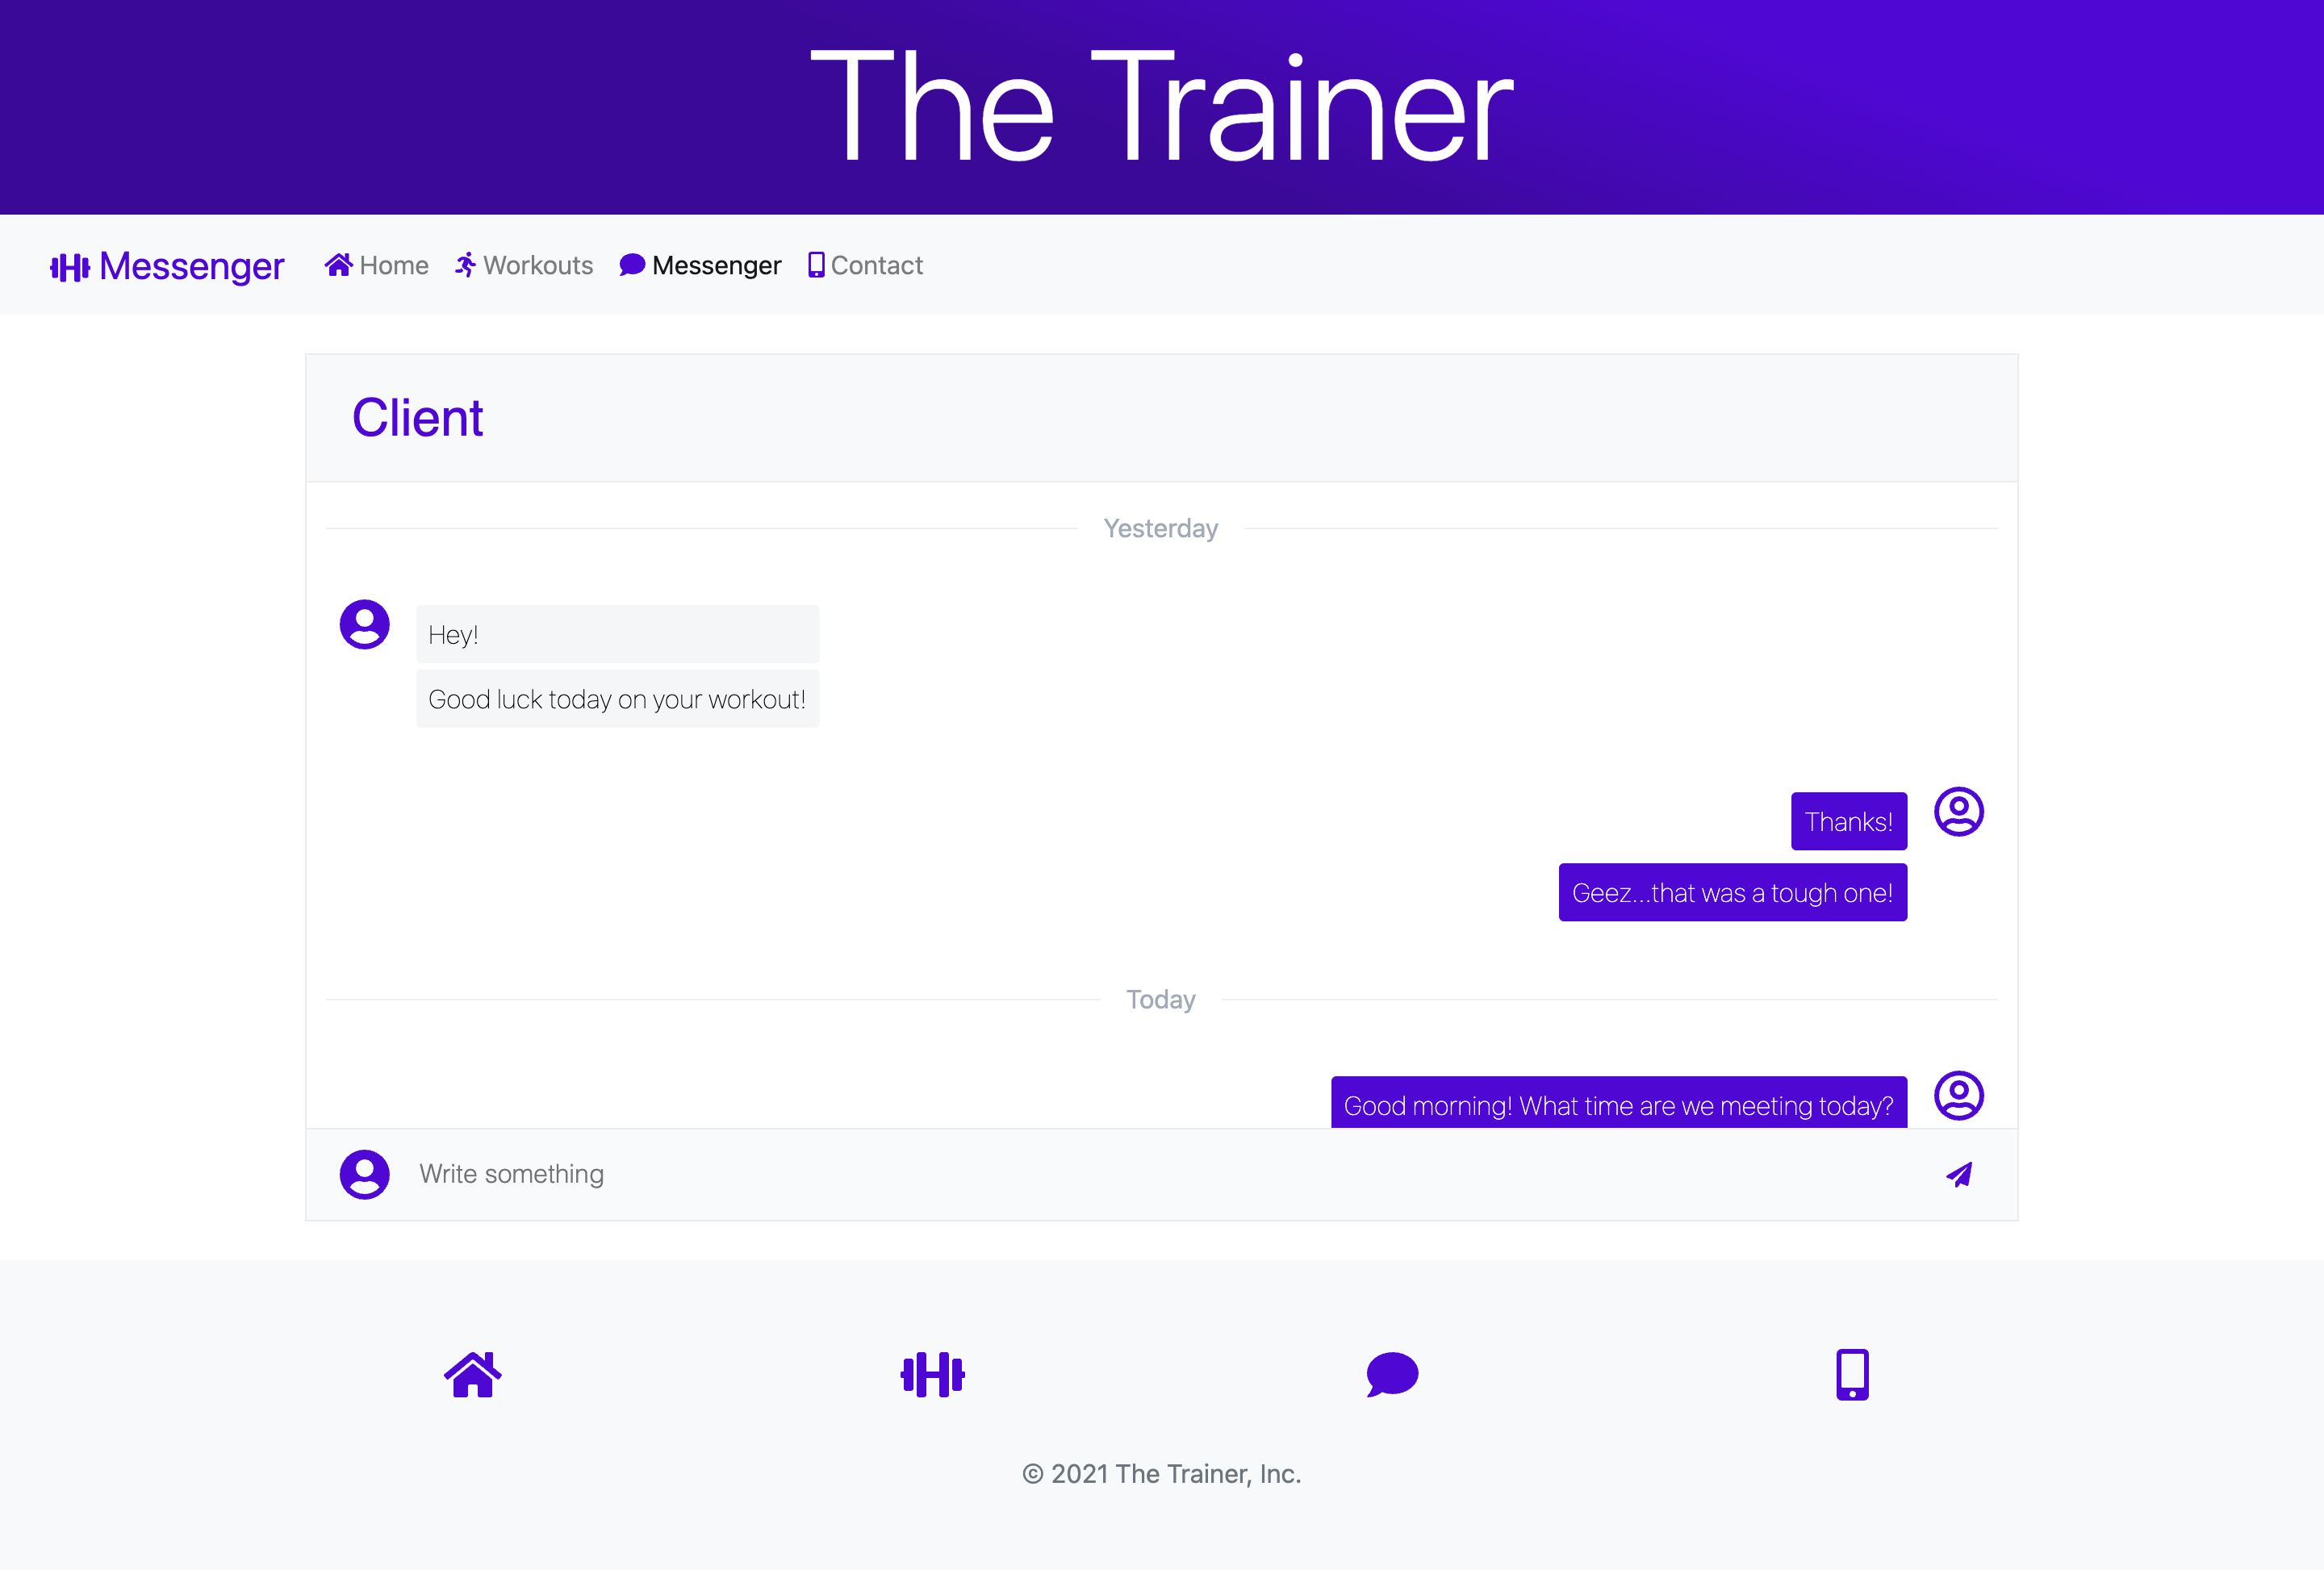 The Trainer
Messenger Home Workouts Messenger Contact
Client
Yesterday
Hey!
Good luck today on your workout!
Thanks!
Geez...that was a tough one!
Today
Good morning! What time are we meeting today?
Write something
© 2021 The Trainer, Inc.